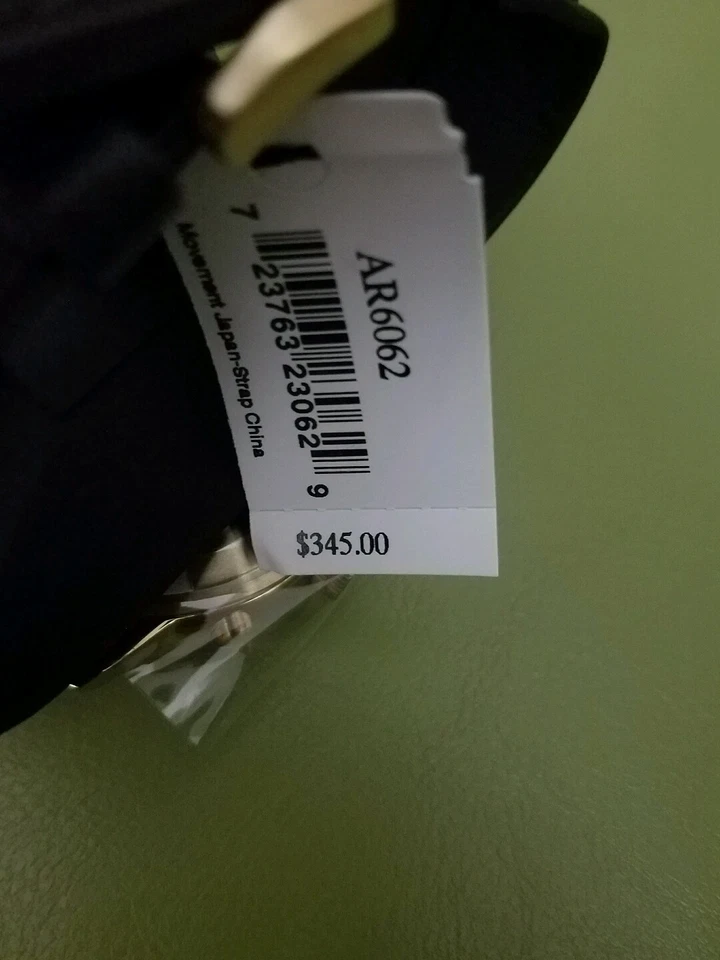 AR6062
7 23763 23062 9
Movement Japan-Strap China
$345.00